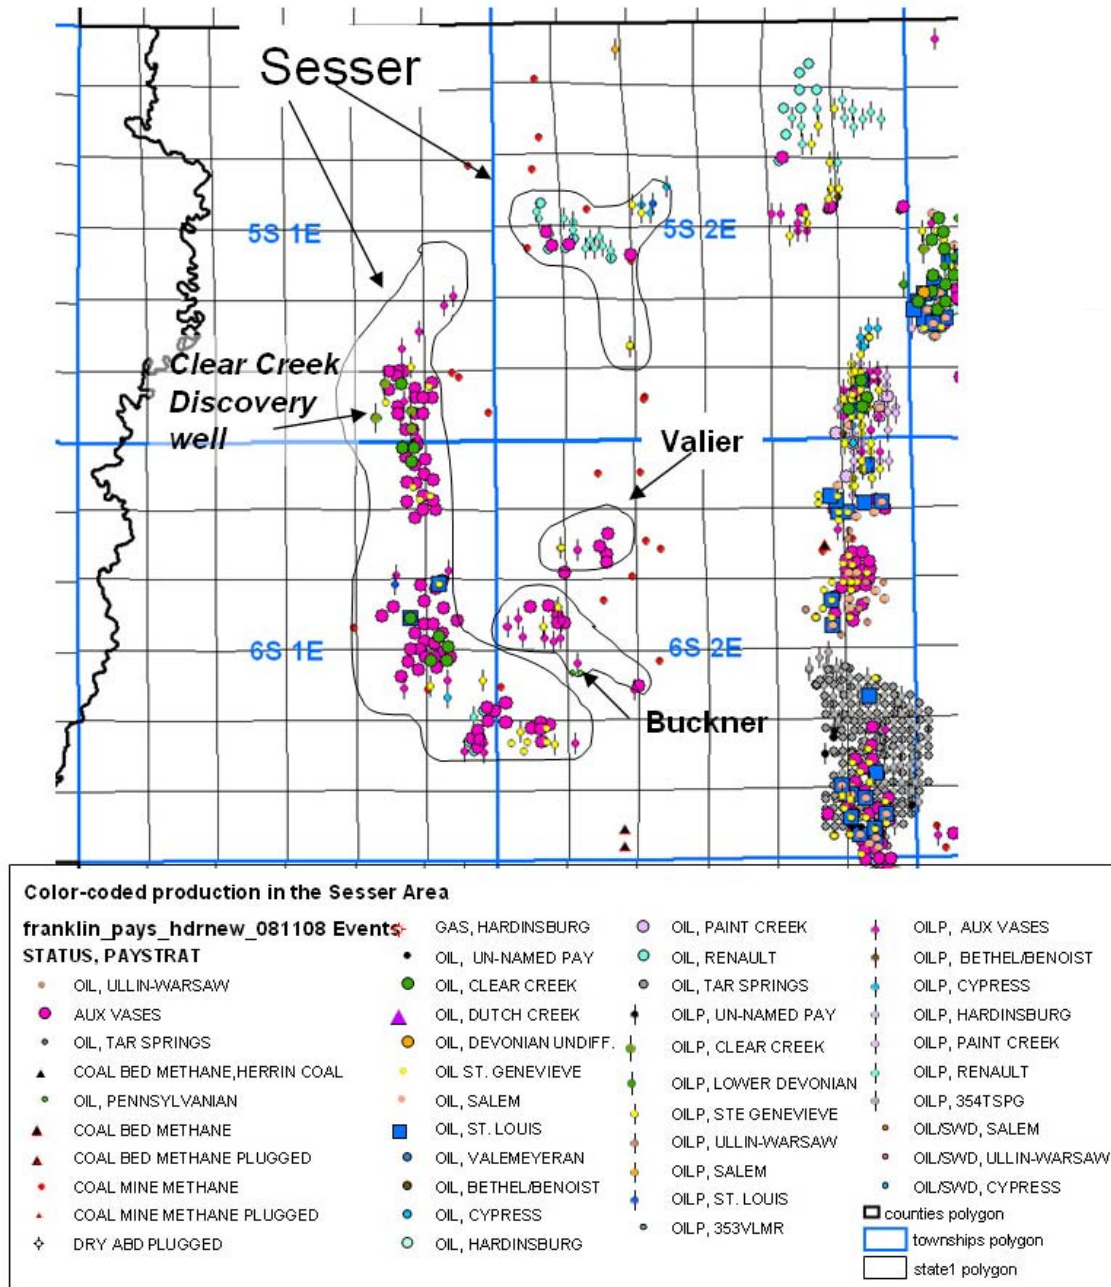 Sesser
5S 1E
5S 2E
Clear Creek
Discovery
well
Valier
6S 1E
6S 2E
Buckner
Color-coded production in the Sesser Area
franklin_pays_hdrnew_081108 Events
STATUS, PAYSTRAT
OIL, ULLIN-WARSAW
AUX VASES
OIL, TAR SPRINGS
COAL BED METHANE,HERRIN COAL
OIL, PENNSYLVANIAN
COAL BED METHANE
COAL BED METHANE PLUGGED
COAL MINE METHANE
COAL MINE METHANE PLUGGED
DRY ABD PLUGGED
GAS, HARDINSBURG
OIL, UN-NAMED PAY
OIL, CLEAR CREEK
OIL, DUTCH CREEK
OIL, DEVONIAN UNDIFF.
OIL ST. GENEVIEVE
OIL, SALEM
OIL, ST. LOUIS
OIL, VALEMEYERAN
OIL, BETHEL/BENOIST
OIL, CYPRESS
OIL, HARDINSBURG
OIL, PAINT CREEK
OIL, RENAULT
OIL, TAR SPRINGS
OILP, UN-NAMED PAY
OILP, CLEAR CREEK
OILP, LOWER DEVONIAN
OILP, STE GENEVIEVE
OILP, ULLIN-WARSAW
OILP, SALEM
OILP, ST. LOUIS
OILP, 353VLMR
OILP, AUX VASES
OILP, BETHEL/BENOIST
OILP, CYPRESS
OILP, HARDINSBURG
OILP, PAINT CREEK
OILP, RENAULT
OILP, 354TSPG
OIL/SWD, SALEM
OIL/SWD, ULLIN-WARSAW
OIL/SWD, CYPRESS
counties polygon
townships polygon
state1 polygon